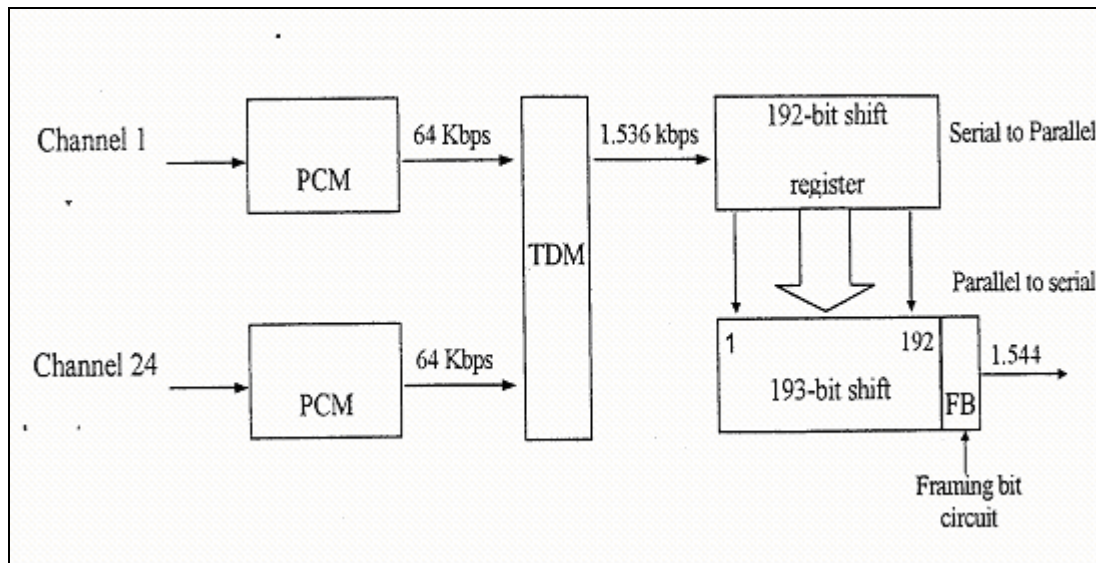 Channel 1
PCM
64 Kbps
TDM
1.536 kbps
192-bit shift
register
Serial to Parallel
Parallel to serial
Channel 24
PCM
64 Kbps
1
192
193-bit shift
FB
1.544
Framing bit
circuit